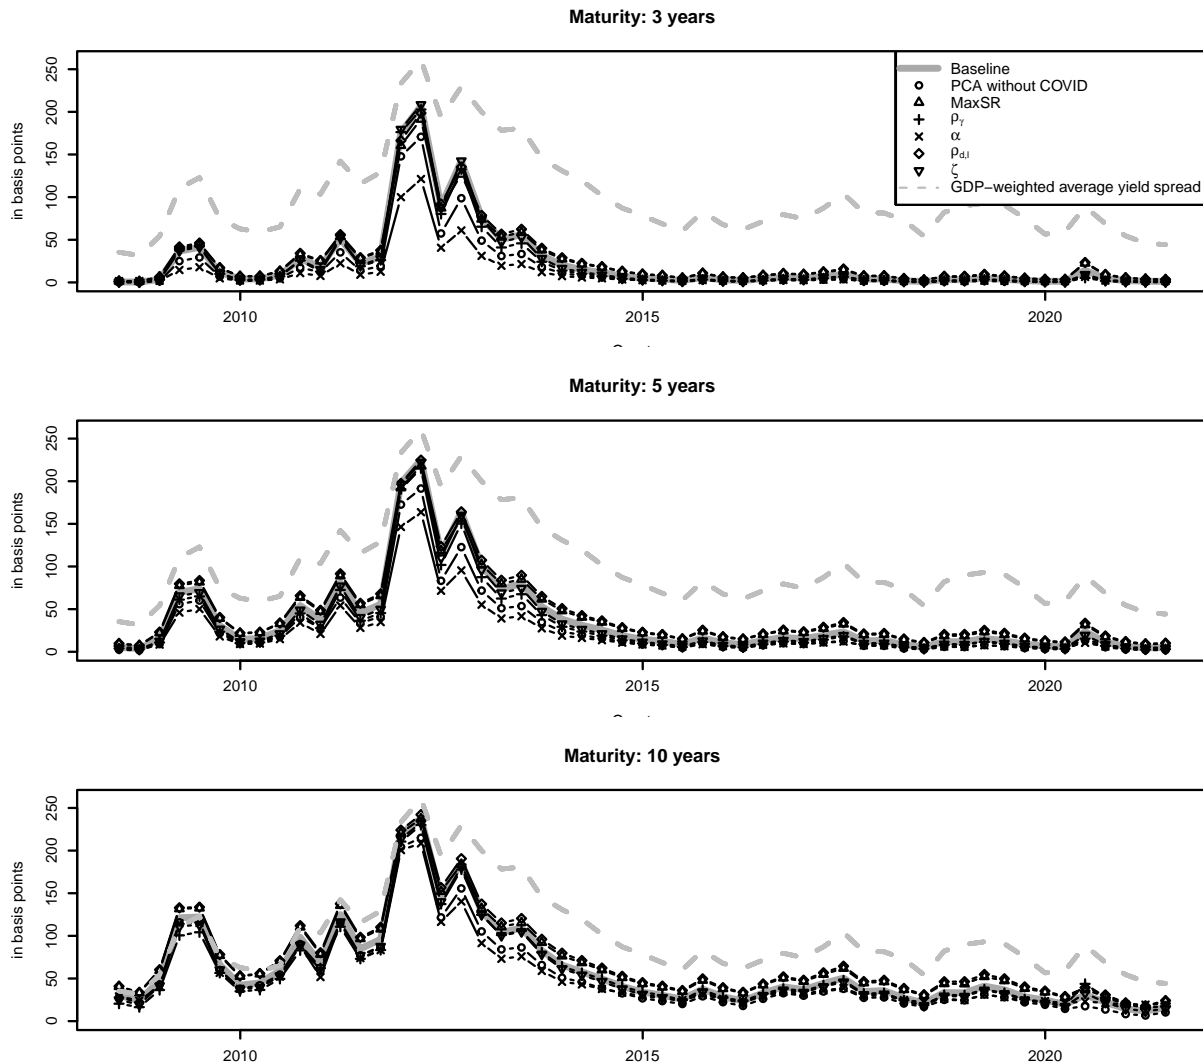 Maturity: 3 years
in basis points
250
200
150
100
50
0
2010
2015
2020
Baseline
PCA without COVID
MaxSR
ργ
α
ρd,l
ζ
GDP−weighted average yield spread
Maturity: 5 years
in basis points
250
200
150
100
50
0
2010
2015
2020
Maturity: 10 years
in basis points
250
200
150
100
50
0
2010
2015
2020